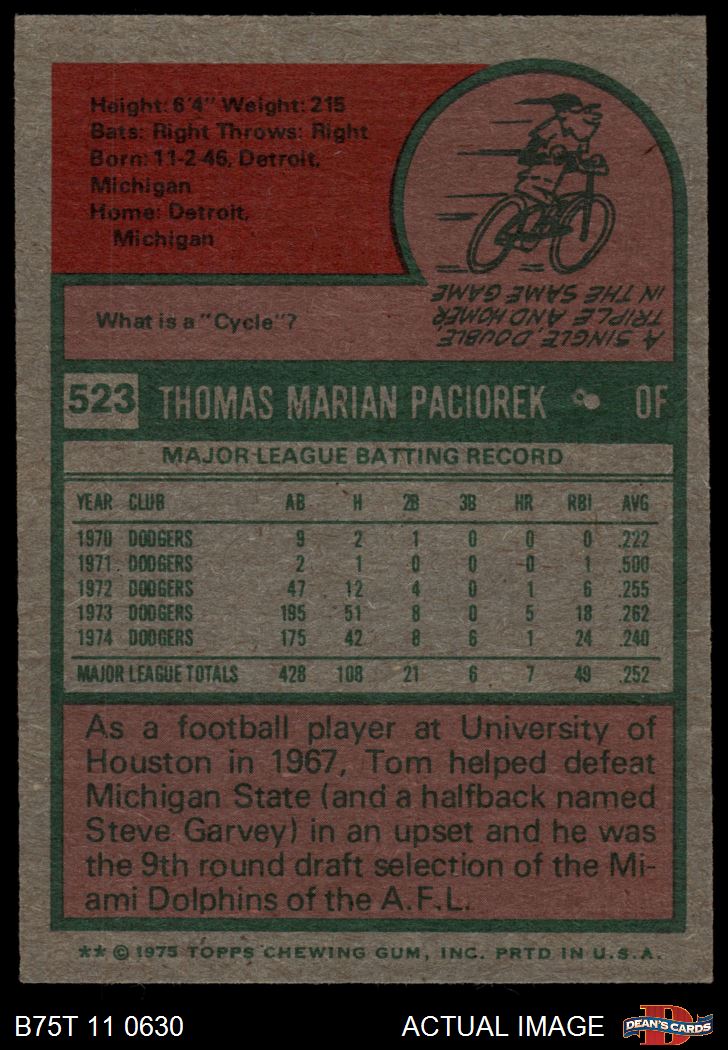 Height: 6'4" Weight: 215
Bats: Right Throws: Right
Born: 11-2-46, Detroit,
Michigan
Home: Detroit,
Michigan
What is a "Cycle"?
A SINGLE, DOUBLE,
TRIPLE AND HOMER
IN THE SAME GAME
523 THOMAS MARIAN PACIOREK OF
MAJOR LEAGUE BATTING RECORD
YEAR CLUB AB H 2B 3B HR RBI AVG
1970 DODGERS 9 2 1 0 0 0 .222
1971 DODGERS 2 1 0 0 0 1 .500
1972 DODGERS 47 12 4 0 1 6 .255
1973 DODGERS 195 51 8 0 5 18 .262
1974 DODGERS 175 42 8 6 1 24 .240
MAJOR LEAGUE TOTALS 428 108 21 6 7 49 .252
As a football player at University of
Houston in 1967, Tom helped defeat
Michigan State (and a halfback named
Steve Garvey) in an upset and he was
the 9th round draft selection of the Mi-
ami Dolphins of the A.F.L.
** © 1975 TOPPS CHEWING GUM, INC. PRTD IN U.S.A.
B75T 11 0630 ACTUAL IMAGE
D
DEAN'S CARDS